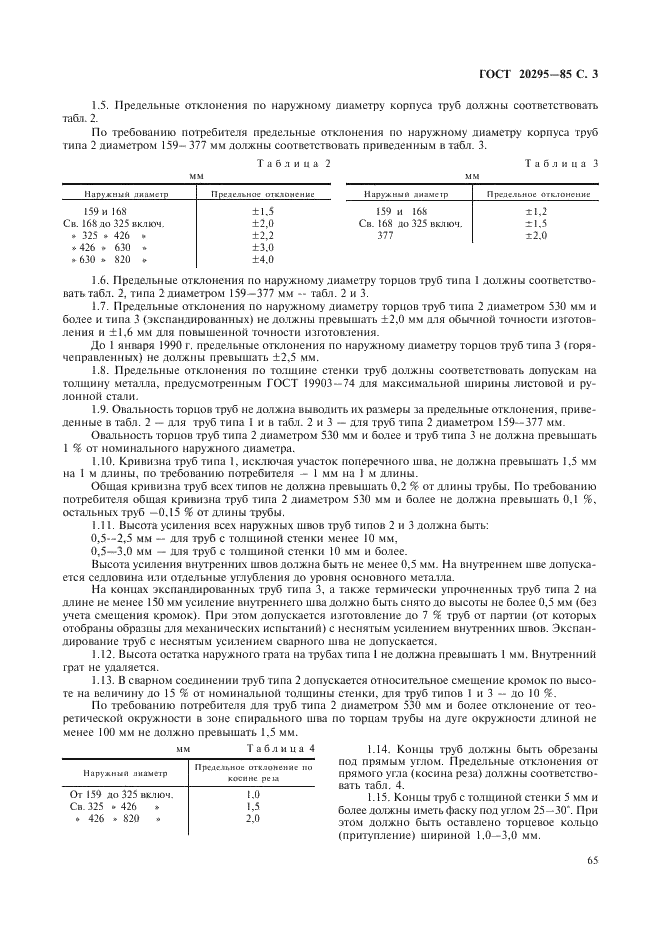 ГОСТ 20295—85 С. 3
1.5. Предельные отклонения по наружному диаметру корпуса труб должны соответствовать
табл. 2.
По требованию потребителя предельные отклонения по наружному диаметру корпуса труб
типа 2 диаметром 159—377 мм должны соответствовать приведенным в табл. 3.
Таблица 2
мм
Наружный диаметр Предельное отклонение
159 и 168 ±1,5
Св. 168 до 325 включ. ±2,0
» 325 » 426 » ±2,2
» 426 » 630 » ±3,0
» 630 » 820 » ±4,0
Таблица 3
мм
Наружный диаметр Предельное отклонение
159 и 168 ±1,2
Св. 168 до 325 включ. ±1,5
377 ±2,0
1.6. Предельные отклонения по наружному диаметру торцов труб типа 1 должны соответство-
вать табл. 2, типа 2 диаметром 159—377 мм -- табл. 2 и 3.
1.7. Предельные отклонения по наружному диаметру торцов труб типа 2 диаметром 530 мм и
более и типа 3 (экспандированных) не должны превышать ±2,0 мм для обычной точности изготов-
ления и ±1,6 мм для повышенной точности изготовления.
До 1 января 1990 г. предельные отклонения по наружному диаметру торцов труб типа 3 (горя-
чеправленных) не должны превышать ±2,5 мм.
1.8. Предельные отклонения по толщине стенки труб должны соответствовать допускам на
толщину металла, предусмотренным ГОСТ 19903—74 для максимальной ширины листовой и ру-
лонной стали.
1.9. Овальность торцов труб не должна выводить их размеры за предельные отклонения, приве-
денные в табл. 2 — для труб типа 1 и в табл. 2 и 3 — для труб типа 2 диаметром 159—377 мм.
Овальность торцов труб типа 2 диаметром 530 мм и более и труб типа 3 не должна превышать
1 % от номинального наружного диаметра.
1.10. Кривизна труб типа 1, исключая участок поперечного шва, не должна превышать 1,5 мм
на 1 м длины, по требованию потребителя — 1 мм на 1 м длины.
Общая кривизна труб всех типов не должна превышать 0,2 % от длины трубы. По требованию
потребителя общая кривизна труб типа 2 диаметром 530 мм и более не должна превышать 0,1 %,
остальных труб —0,15 % от длины трубы.
1.11. Высота усиления всех наружных швов труб типов 2 и 3 должна быть:
0,5—2,5 мм -- для труб с толщиной стенки менее 10 мм,
0,5—3,0 мм — для труб с толщиной стенки 10 мм и более.
Высота усиления внутренних швов должна быть не менее 0,5 мм. На внутреннем шве допуска-
ется седловина или отдельные углубления до уровня основного металла.
На концах экспандированных труб типа 3, а также термически упрочненных труб типа 2 на
длине не менее 150 мм усиление внутреннего шва должно быть снято до высоты не более 0,5 мм (без
учета смещения кромок). При этом допускается изготовление до 7 % труб от партии (от которых
отобраны образцы для механических испытаний) с неснятым усилением внутренних швов. Экспан-
дирование труб с неснятым усилением сварного шва не допускается.
1.12. Высота остатка наружного грата на трубах типа I не должна превышать 1 мм. Внутренний
грат не удаляется.
1.13. В сварном соединении труб типа 2 допускается относительное смещение кромок по высо-
те на величину до 15 % от номинальной толщины стенки, для труб типов 1 и 3 -- до 10 %.
По требованию потребителя для труб типа 2 диаметром 530 мм и более отклонение от тео-
ретической окружности в зоне спирального шва по торцам трубы на дуге окружности длиной не
менее 100 мм не должно превышать 1,5 мм.
мм Таблица 4
Наружный диаметр Предельное отклонение по
косине реза
От 159 до 325 включ. 1,0
Св. 325 » 426 » 1,5
» 426 » 820 » 2,0
1.14. Концы труб должны быть обрезаны
под прямым углом. Предельные отклонения от
прямого угла (косина реза) должны соответство-
вать табл. 4.
1.15. Концы труб с толщиной стенки 5 мм и
более должны иметь фаску под углом 25—30°. При
этом должно быть оставлено торцевое кольцо
(притупление) шириной 1,0—3,0 мм.
65